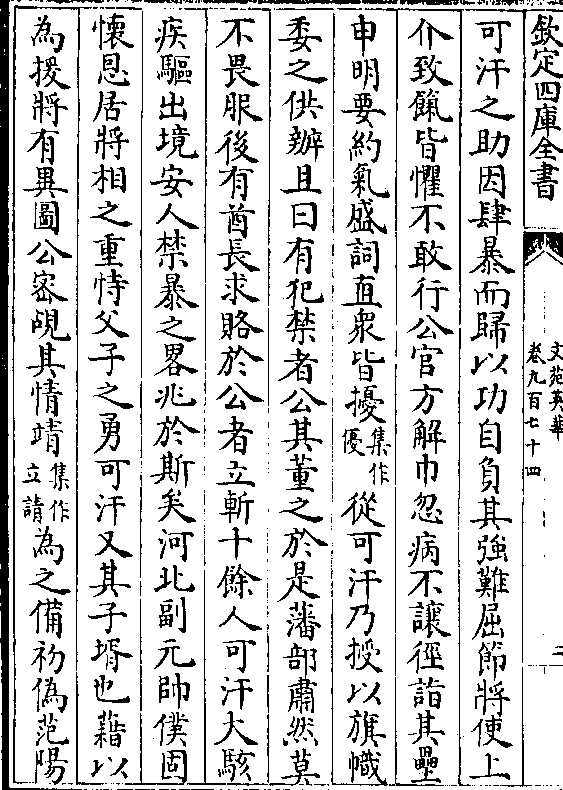 欽定四庫全書
文苑英華
卷九百七十四
二
可汗之助因肆暴而歸以功自負其強難屈節將使上
介致餼皆懼不敢行公官方解巾忽病不讓徑詣其壘
申明要約氣盛詞直衆皆擾集作優從可汗乃授以旗幟
委之供辦且曰有犯禁者公其董之於是藩部肅然莫
不畏服後有酋長求賂於公者立斬十餘人可汗大駭
疾驅出境安人禁暴之畧兆於斯矣河北副元帥僕固
懷恩居將相之重恃父子之勇可汗又其子壻也藉以
為援將有異圖公密覘其情靖集作立請為之備初偽范陽